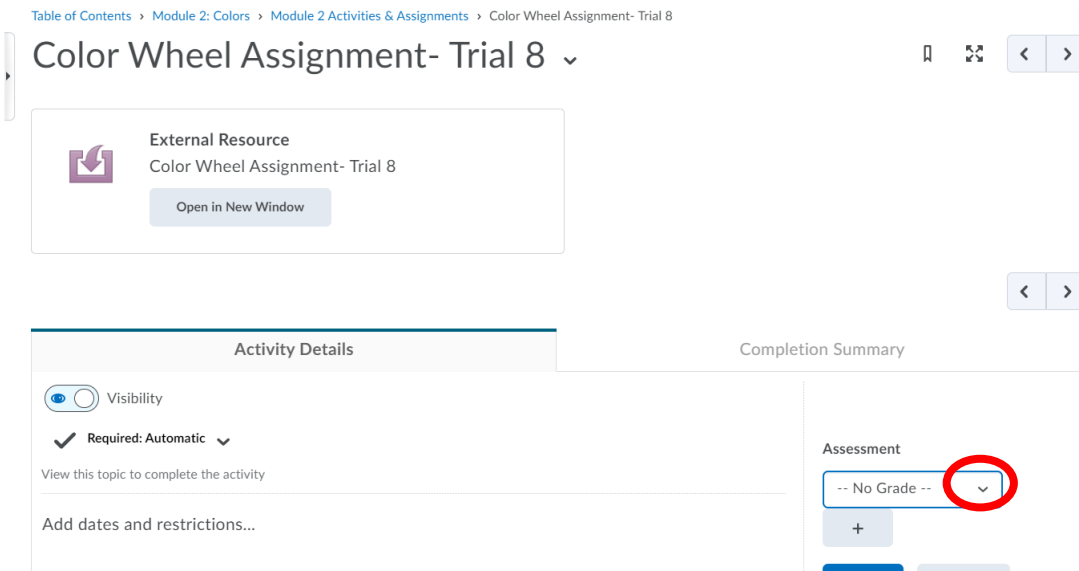 Table of Contents › Module 2: Colors › Module 2 Activities & Assignments › Color Wheel Assignment- Trial 8
Color Wheel Assignment- Trial 8
External Resource
Color Wheel Assignment- Trial 8
Open in New Window
Activity Details
Completion Summary
Visibility
Required: Automatic
View this topic to complete the activity
Assessment
-- No Grade --
+
Add dates and restrictions...